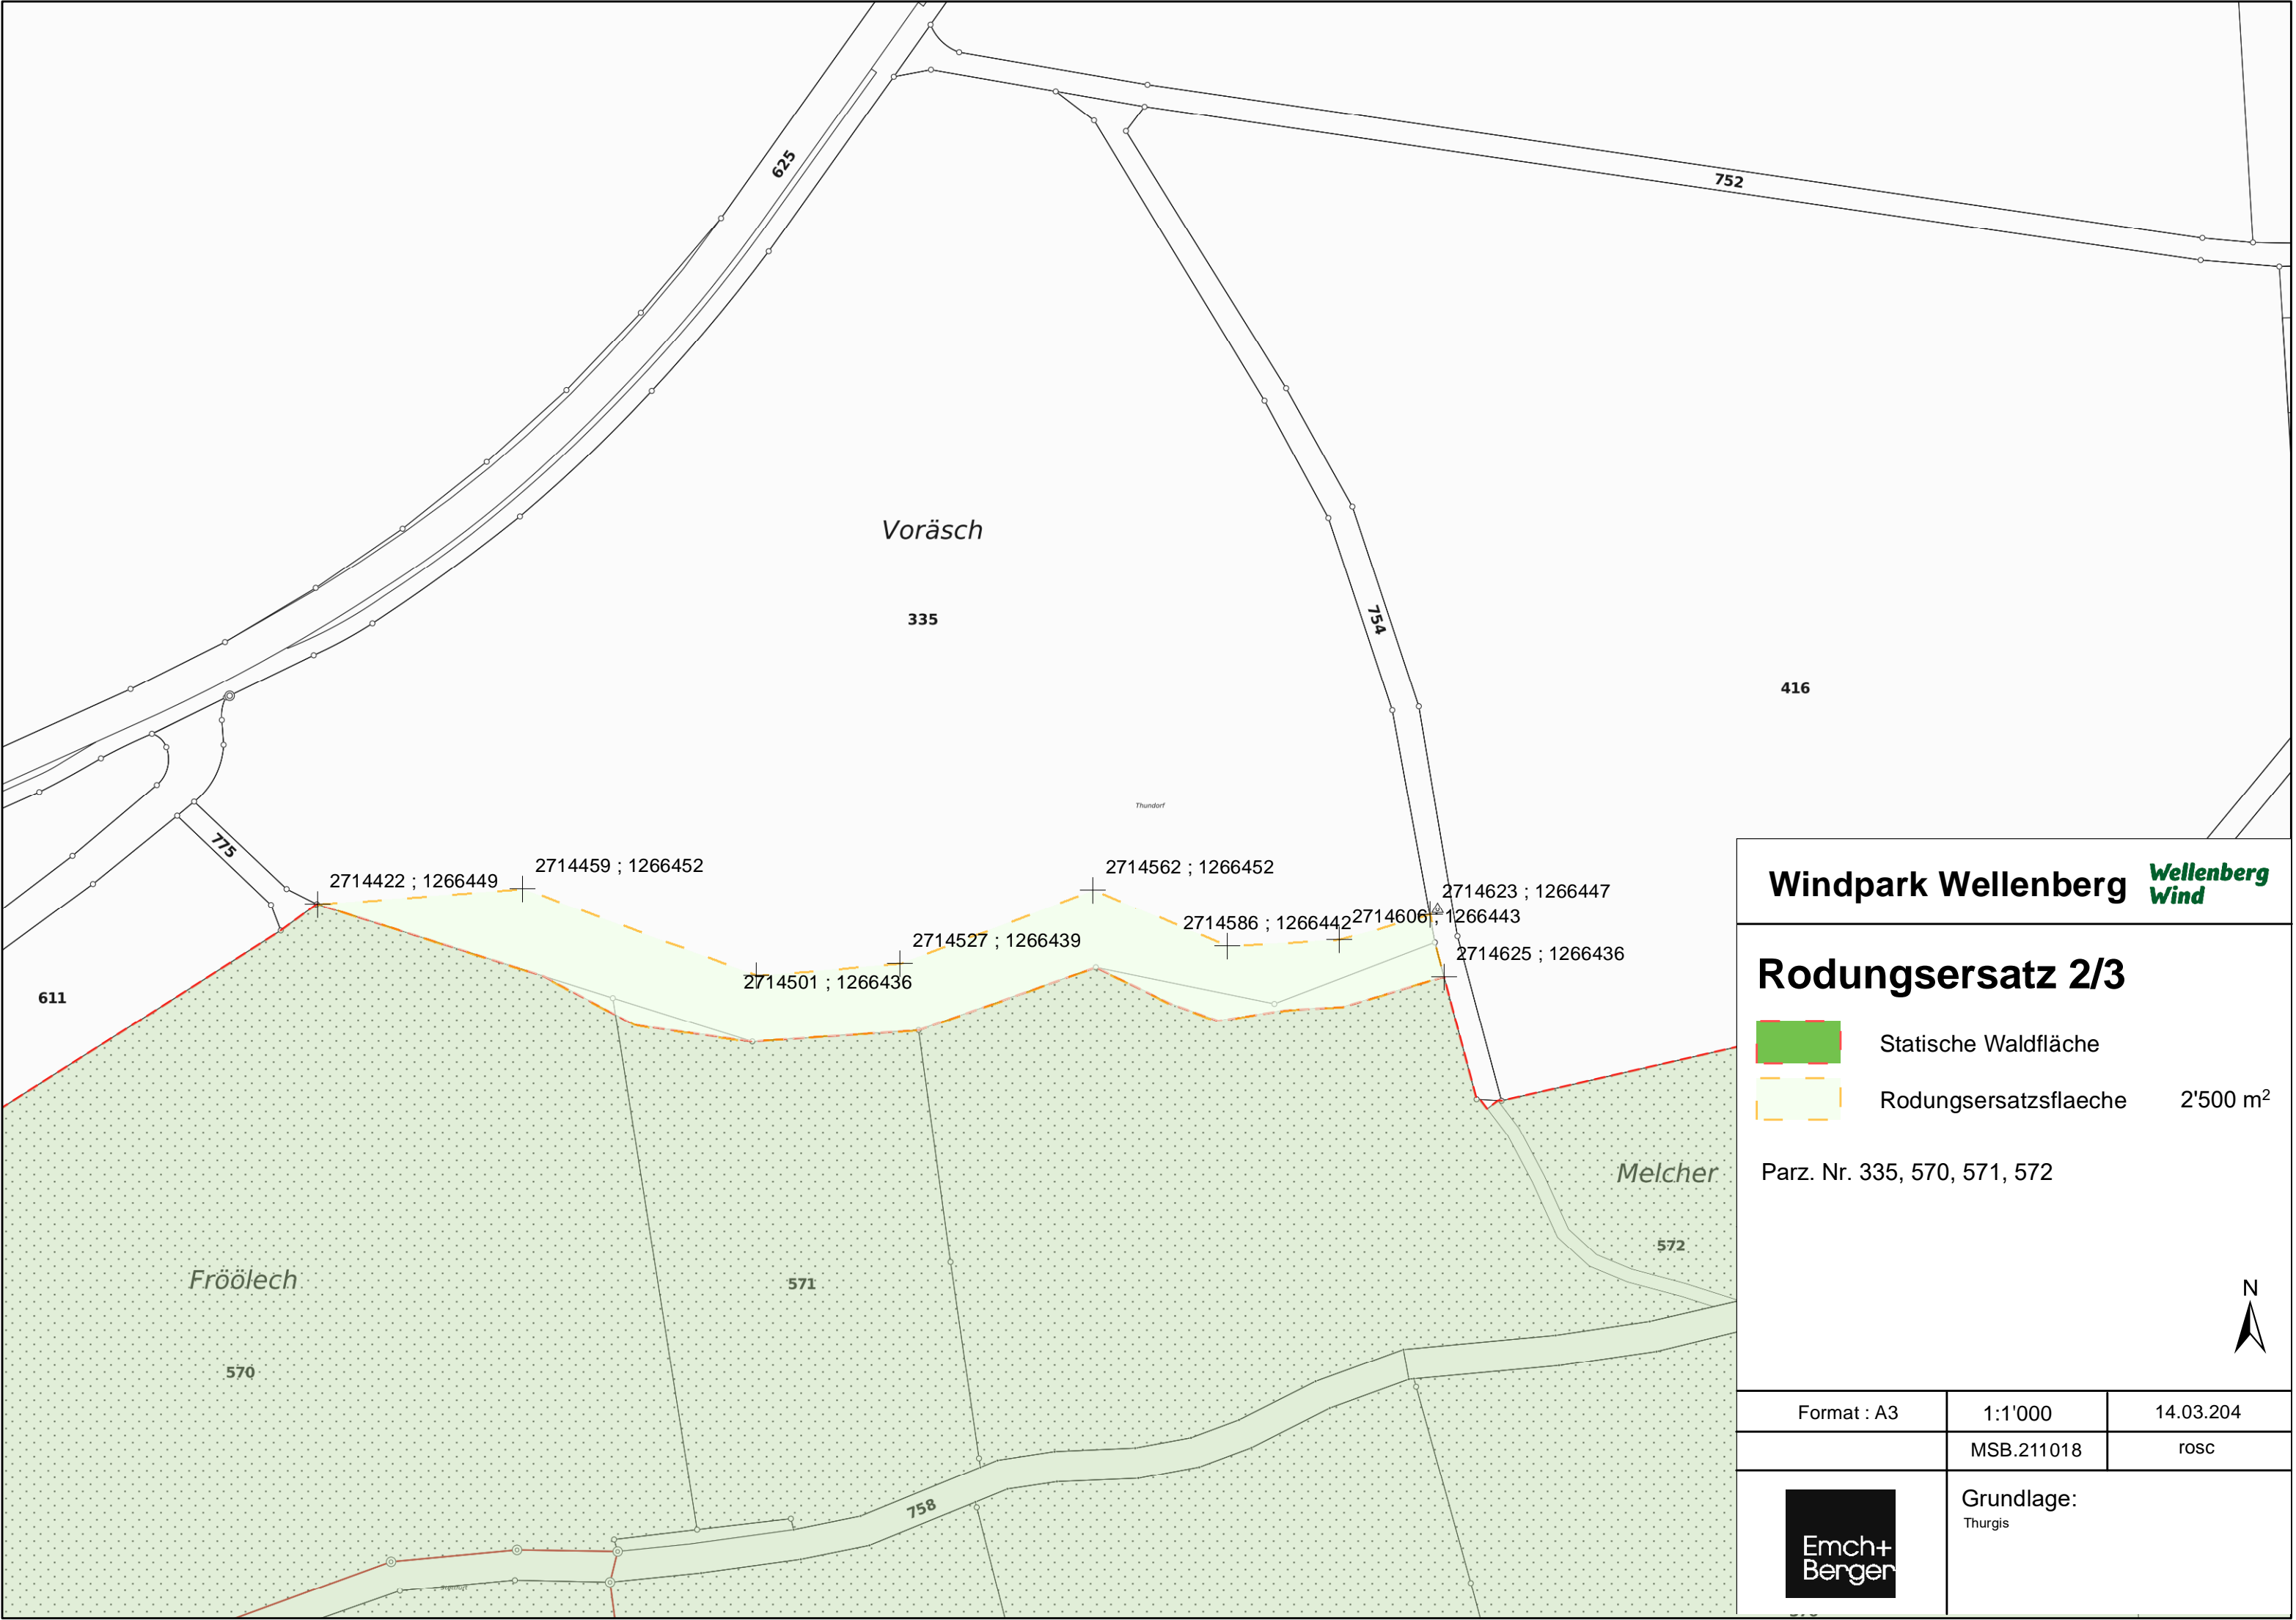 625
752
Voräsch
335
754
416
Thundorf
775
2714422 ; 1266449
2714459 ; 1266452
2714501 ; 1266436
2714527 ; 1266439
2714562 ; 1266452
2714586 ; 1266442
2714606 ; 1266443
2714623 ; 1266447
2714625 ; 1266436
611
Fröölech
570
571
Melcher
572
758
Windpark Wellenberg
Wellenberg
Wind
Rodungsersatz 2/3
Statische Waldfläche
Rodungsersatzsflaeche 2'500 m²
Parz. Nr. 335, 570, 571, 572
N
Format : A3 1:1'000 14.03.204
MSB.211018 rosc
Emch+
Berger
Grundlage:
Thurgis